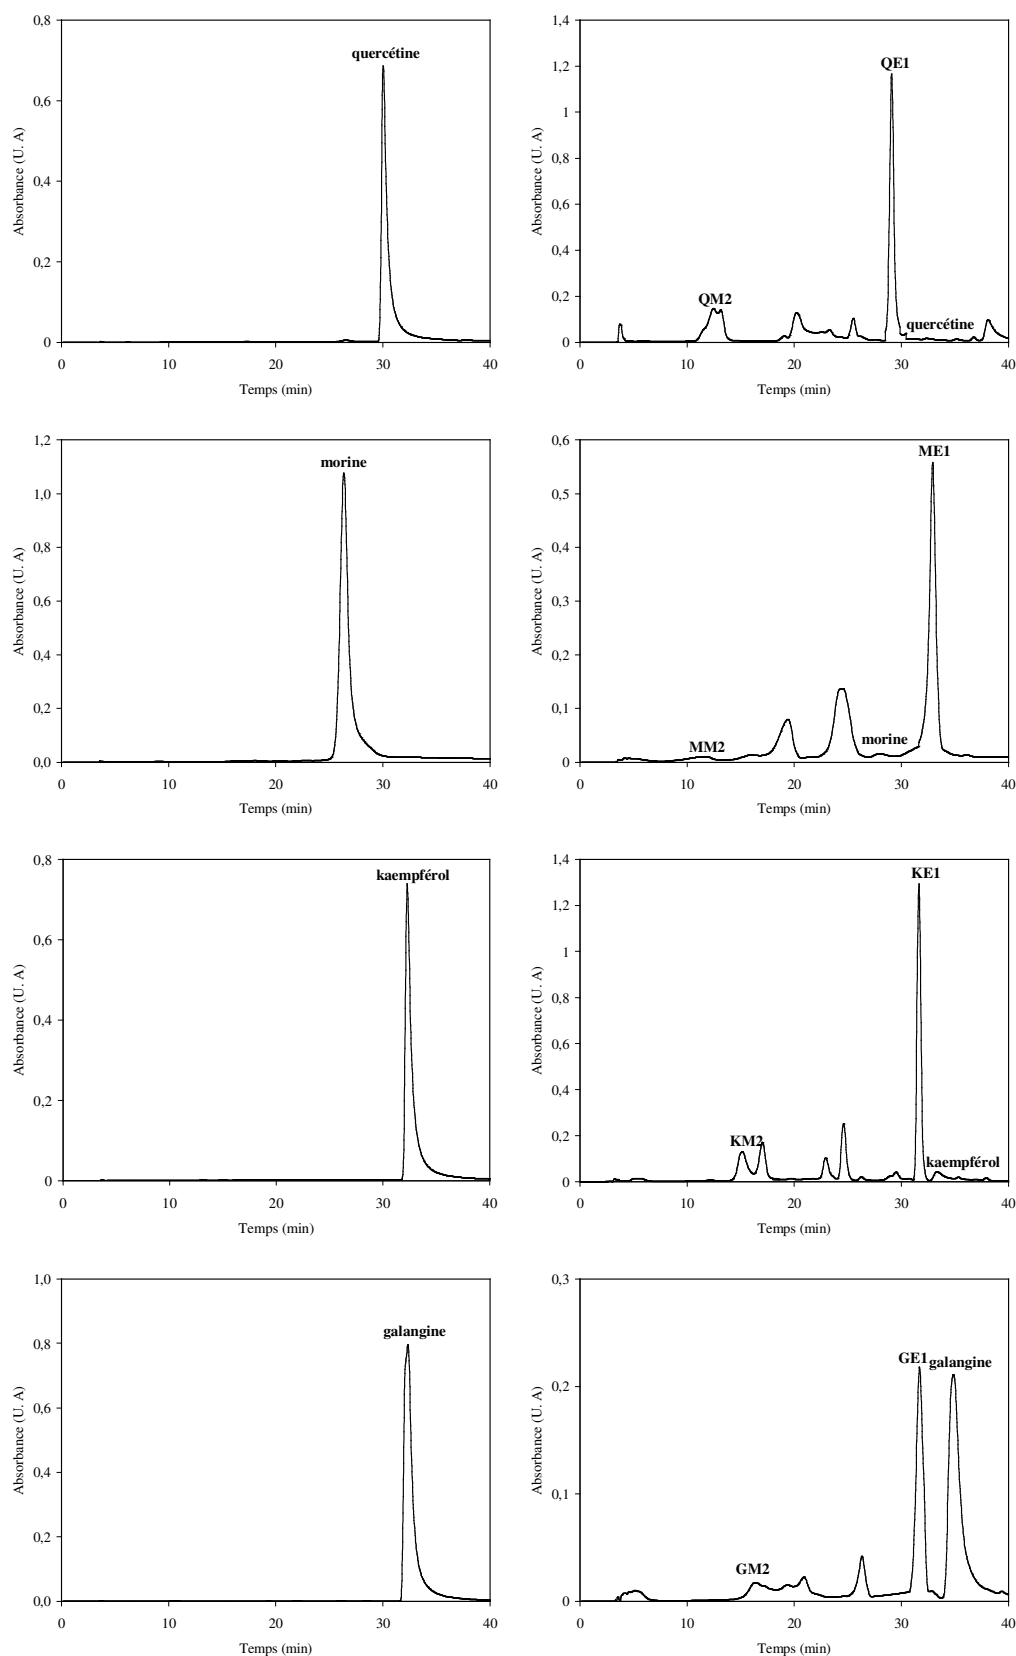 0,8
0,6
0,4
0,2
0
Absorbance (U. A)
quercétine
0
10
20
30
40
Temps (min)
1,4
1,2
1
0,8
0,6
0,4
0,2
0
Absorbance (U. A)
QE1
QM2
quercétine
0
10
20
30
40
Temps (min)
1,2
1,0
0,8
0,6
0,4
0,2
0,0
Absorbance (U. A)
morine
0
10
20
30
40
Temps (min)
0,6
0,5
0,4
0,3
0,2
0,1
0
Absorbance (U. A)
ME1
MM2
morine
0
10
20
30
40
Temps (min)
0,8
0,6
0,4
0,2
0
Absorbance (U. A)
kaempférol
0
10
20
30
40
Temps (min)
1,4
1,2
1
0,8
0,6
0,4
0,2
0
Absorbance (U. A)
KE1
KM2
kaempférol
0
10
20
30
40
Temps (min)
1,0
0,8
0,6
0,4
0,2
0,0
Absorbance (U. A)
galangine
0
10
20
30
40
Temps (min)
0,3
0,2
0,1
0
Absorbance (U. A)
GE1 galangine
GM2
0
10
20
30
40
Temps (min)